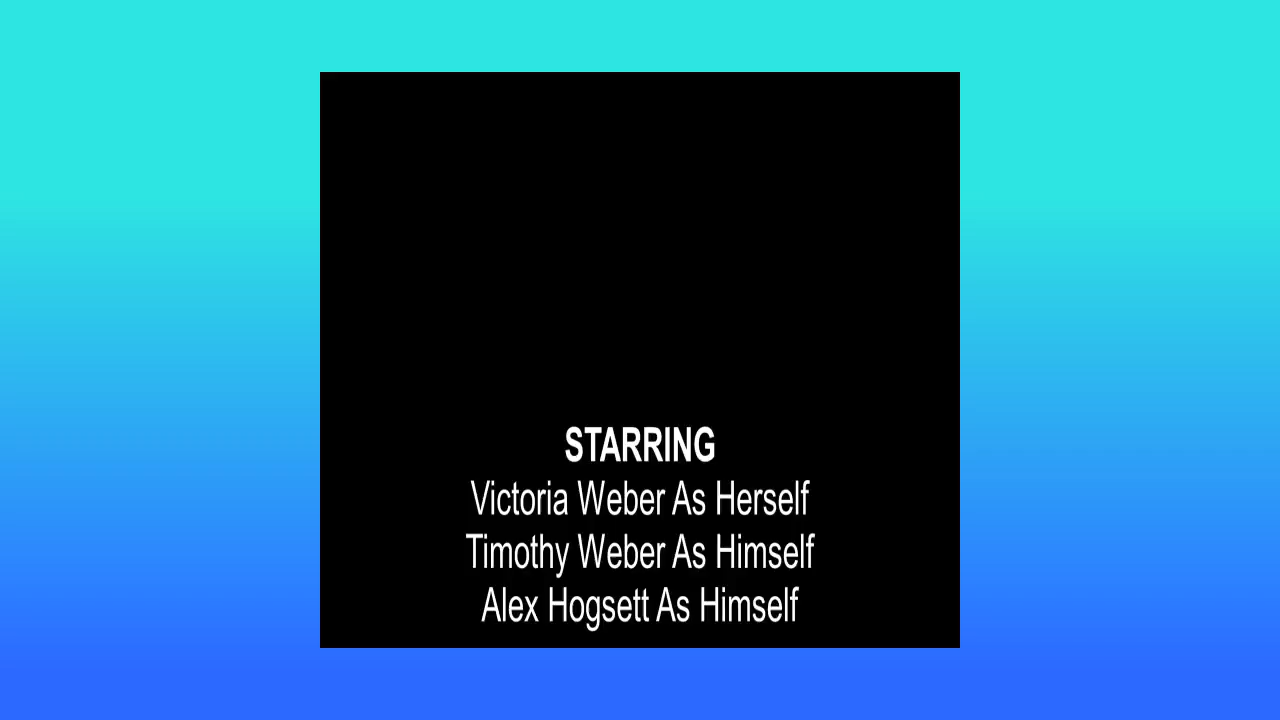 STARRING
Victoria Weber As Herself
Timothy Weber As Himself
Alex Hogsett As Himself